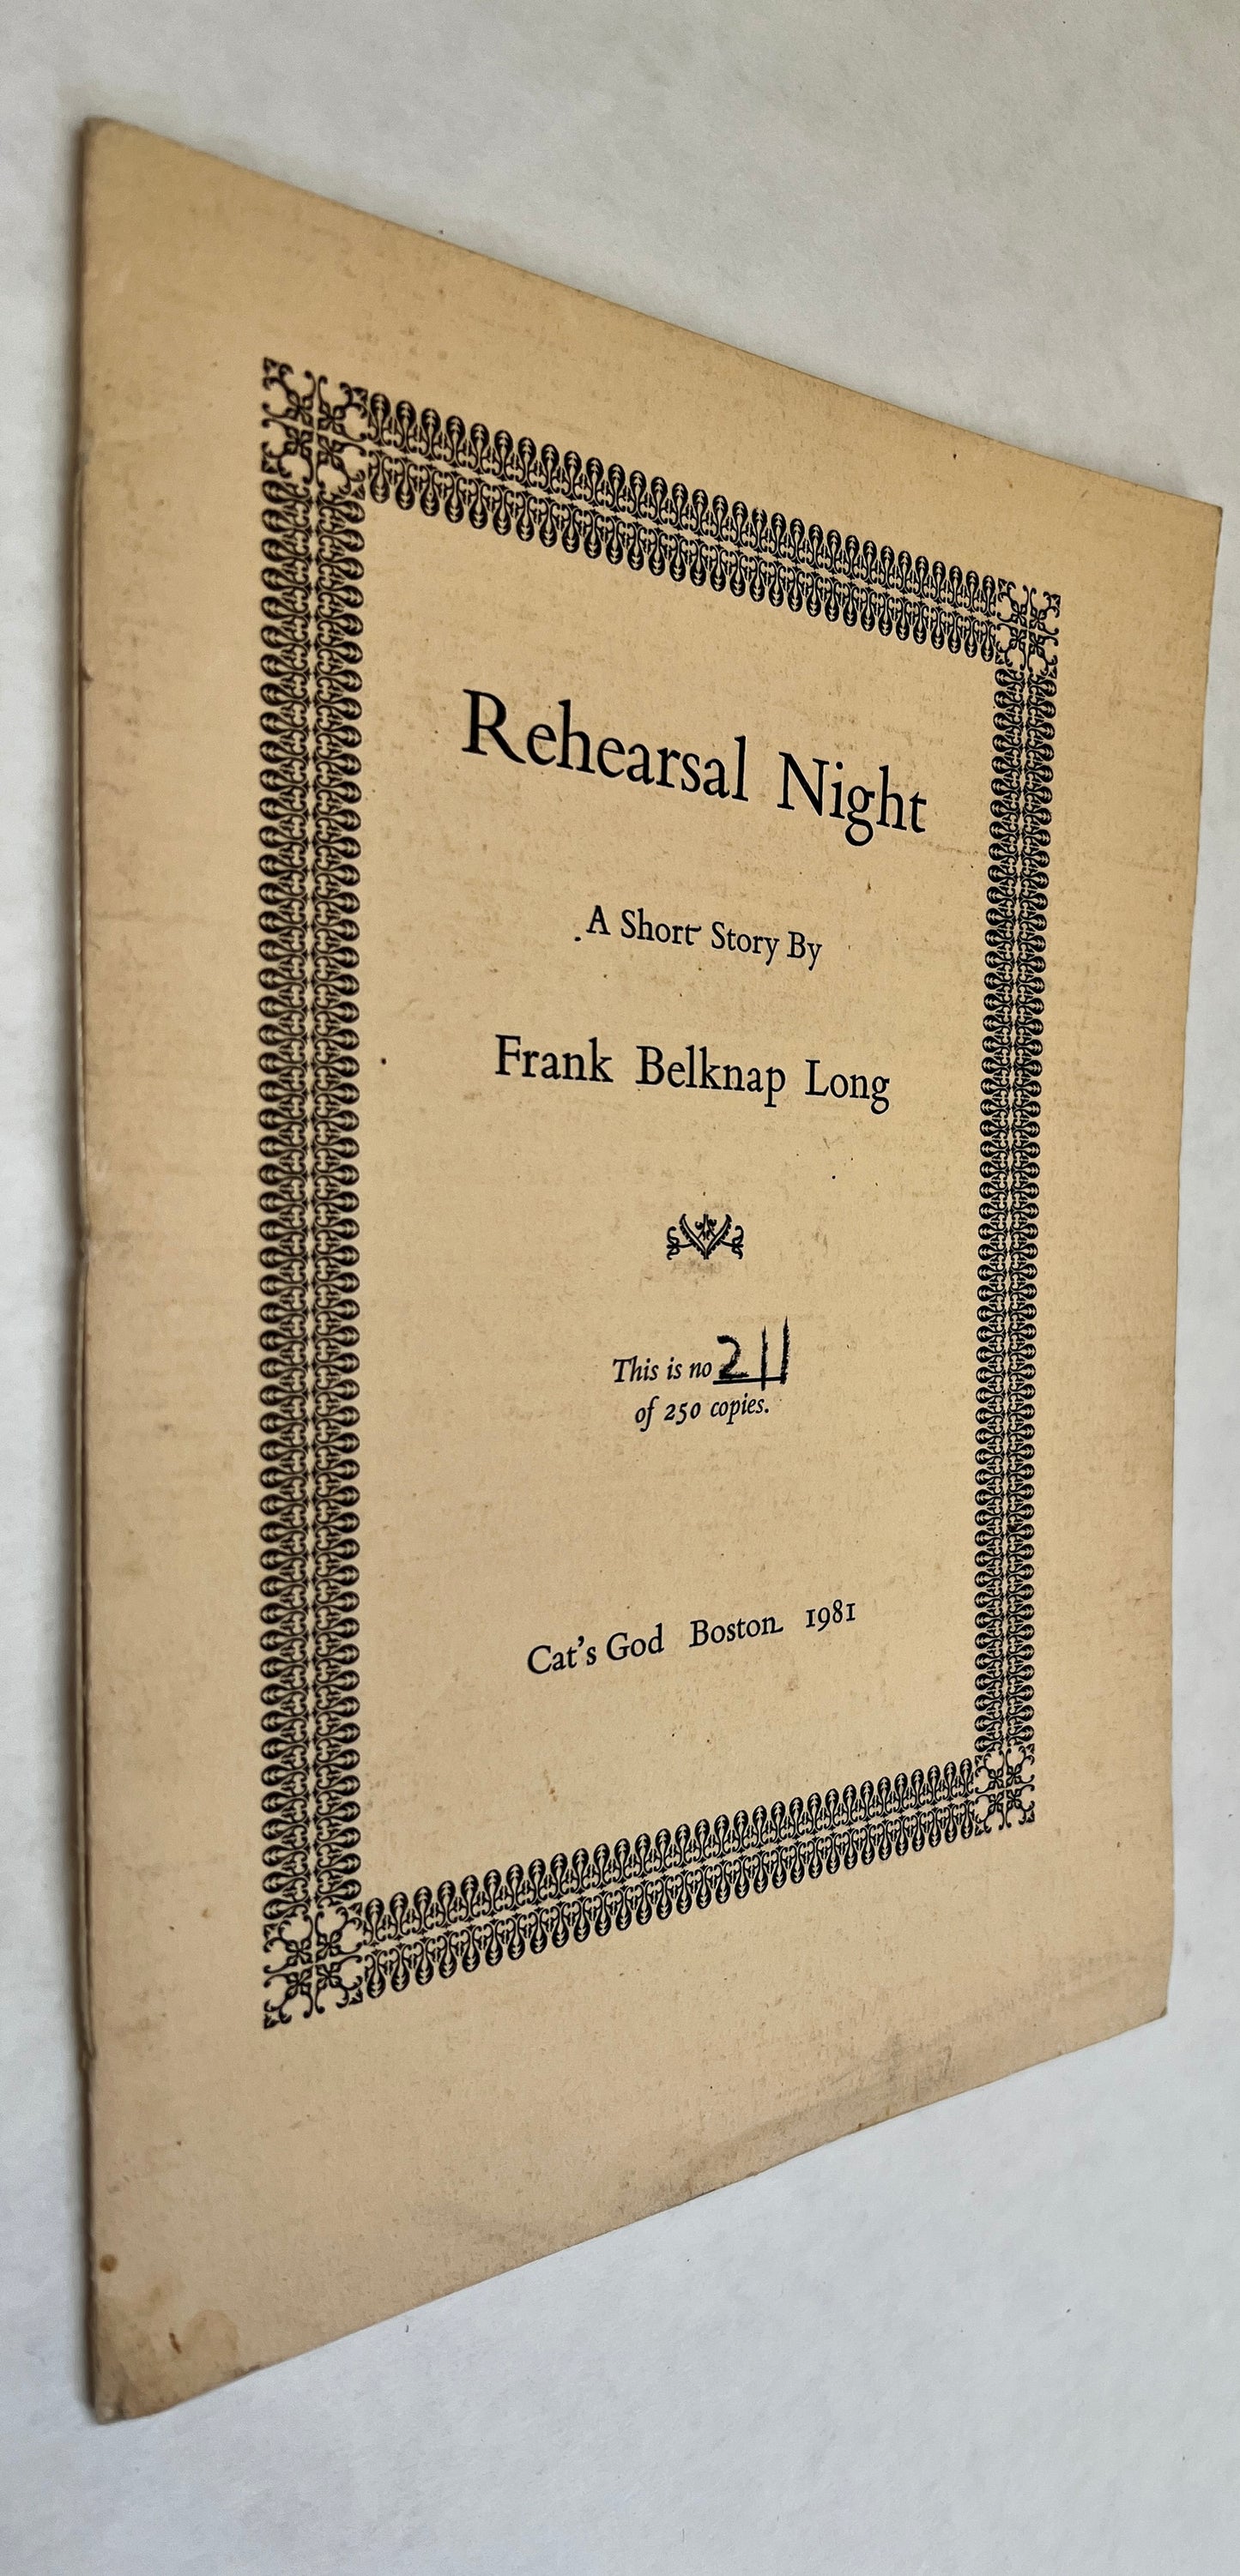 Rehearsal Night
A Short Story By
Frank Belknap Long
This is no 211
of 250 copies.
Cat's God Boston 1981